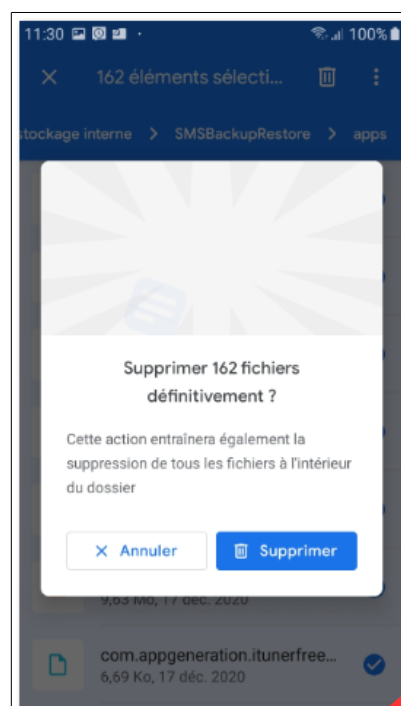 11:30 100%
162 éléments sélecti...
stockage interne > SMSBackupRestore > apps
Supprimer 162 fichiers
définitivement ?
Cette action entraînera également la
suppression de tous les fichiers à l'intérieur
du dossier
Annuler Supprimer
9,63 Mo, 17 déc. 2020
com.appgeneration.itunerfree...
6,69 Ko, 17 déc. 2020